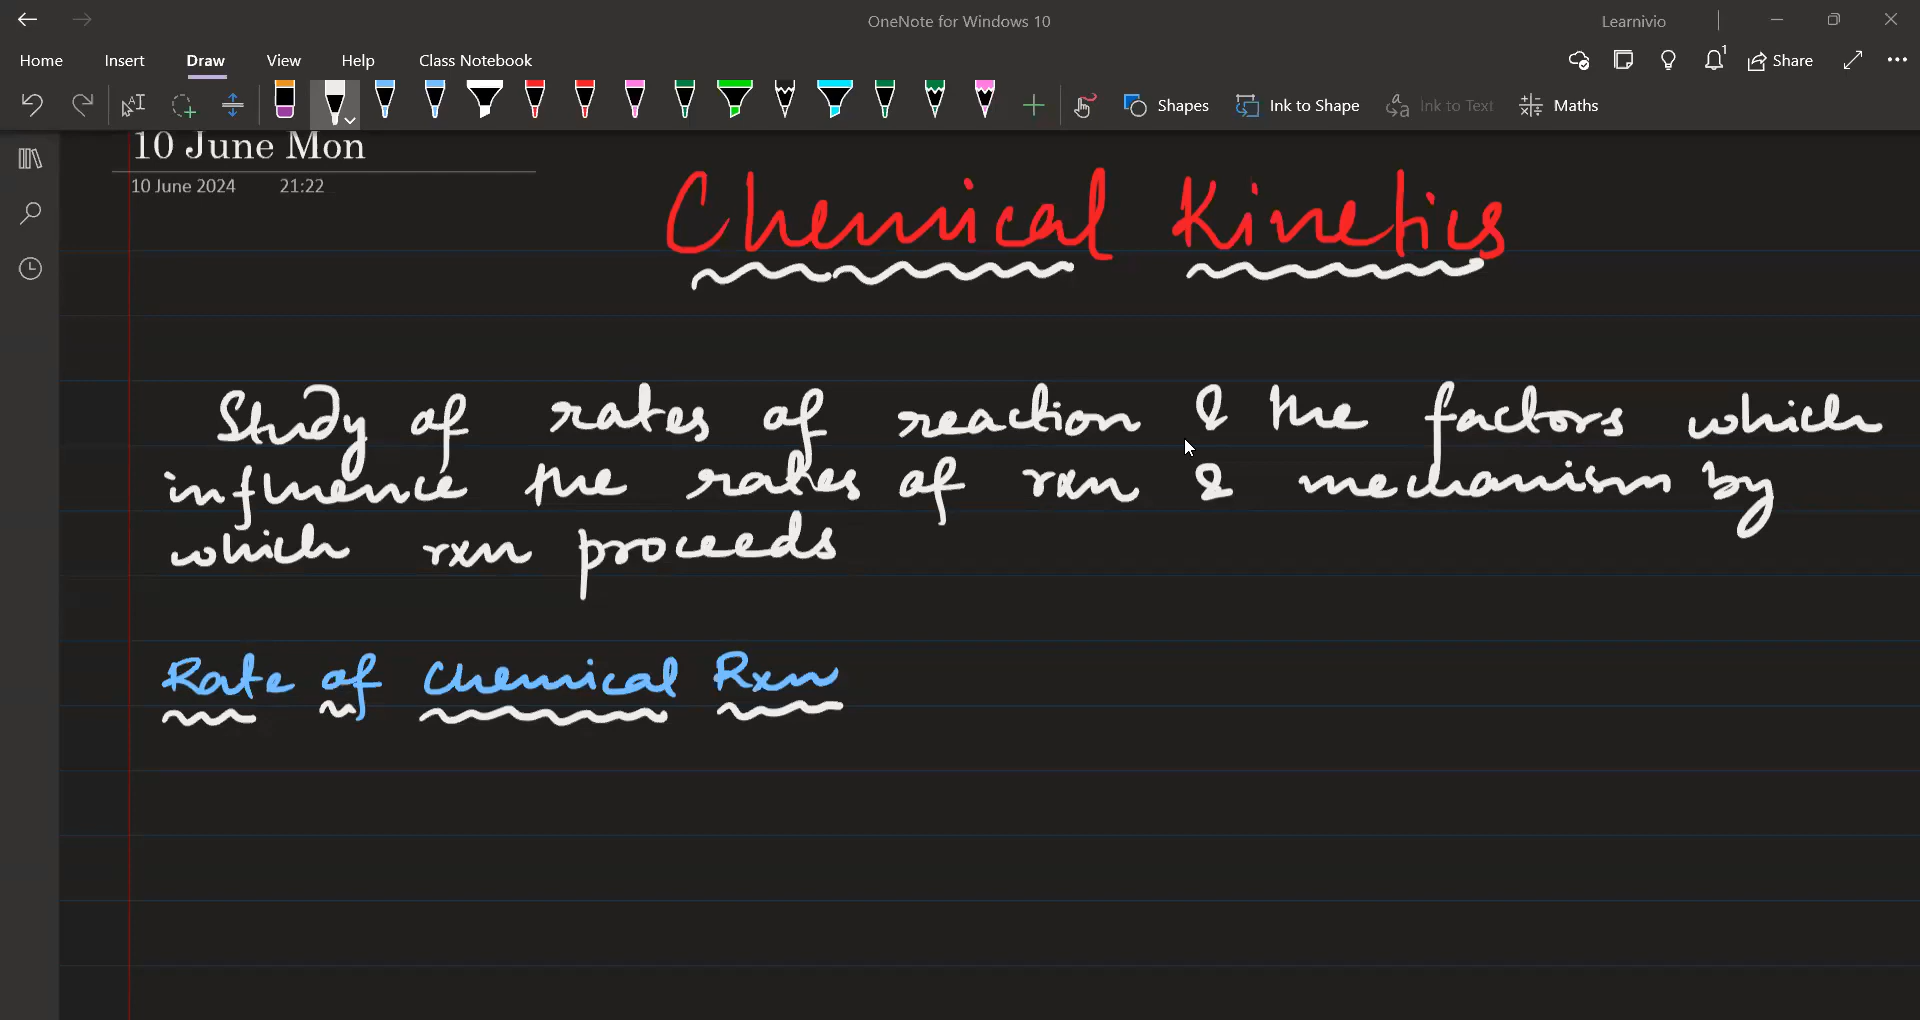 OneNote for Windows 10
Learnivio
Home Insert Draw View Help Class Notebook
1
Share
Shapes Ink to Shape Ink to Text Maths
10 June Mon
10 June 2024 21:22
Chemical Kinetics
Study of rates of reaction & the factors which
influence the rates of rxn & mechanism by
which rxn proceeds
Rate of Chemical Rxn